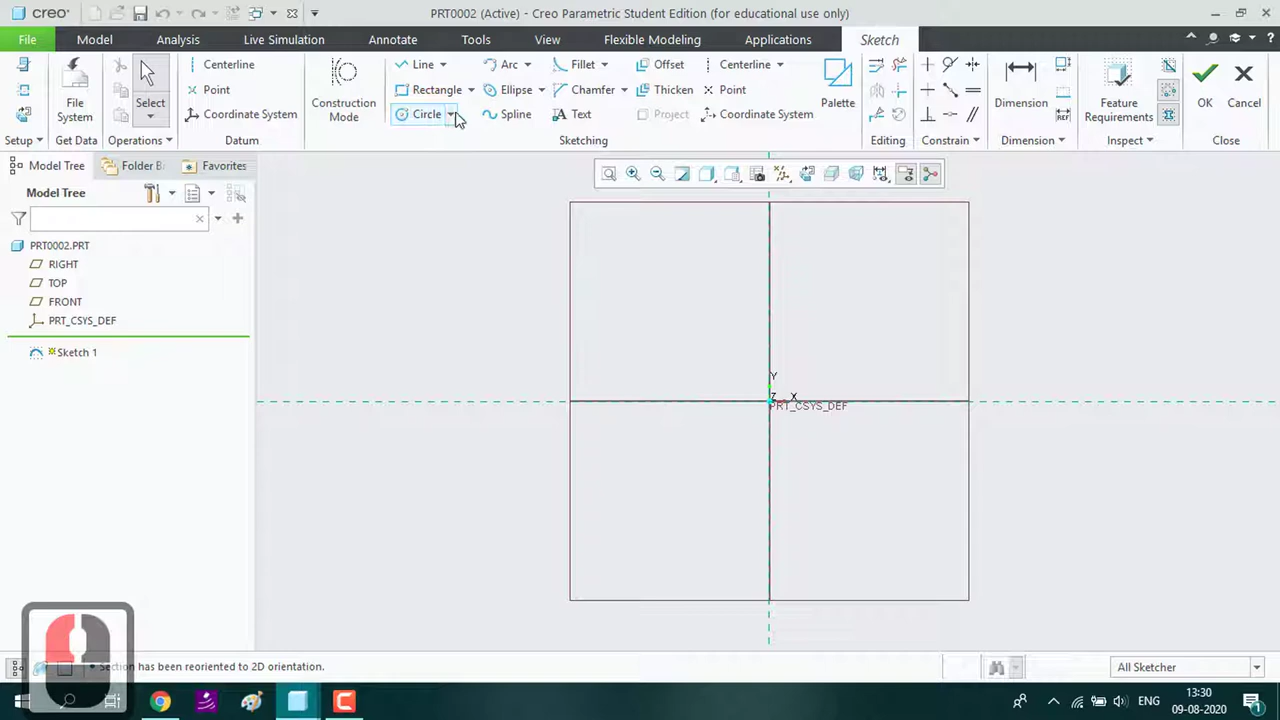 creo
PRT0002 (Active) - Creo Parametric Student Edition (for educational use only)
File Model Analysis Live Simulation Annotate Tools View Flexible Modeling Applications Sketch
Centerline Line Arc Fillet Offset Centerline
Rectangle Ellipse Chamfer Thicken Point
Point
Coordinate System Circle Spline Text Project Coordinate System
File System Select Construction Mode Palette Dimension Feature Requirements OK Cancel
Setup Get Data Operations Datum Sketching Editing Constrain Dimension Inspect Close
Model Tree Folder B Favorites
Model Tree
PRT0002.PRT
RIGHT
TOP
FRONT
PRT_CSYS_DEF
Sketch 1
Y
Z X
PRT_CSYS_DEF
Section has been reoriented to 2D orientation.
All Sketcher
ENG
13:30
09-08-2020
1